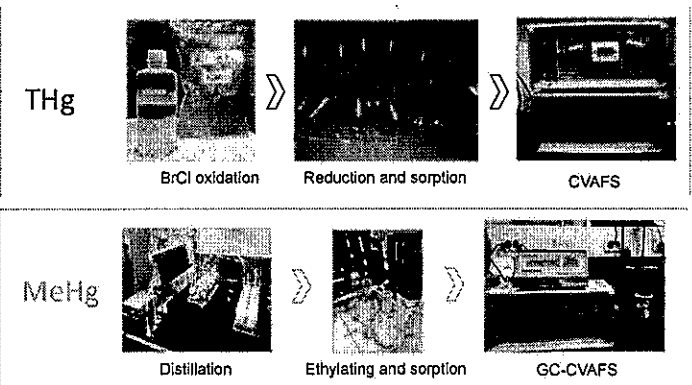 THg
BrCl oxidation
Reduction and sorption
CVAFS
MeHg
Distillation
Ethylating and sorption
GC-CVAFS